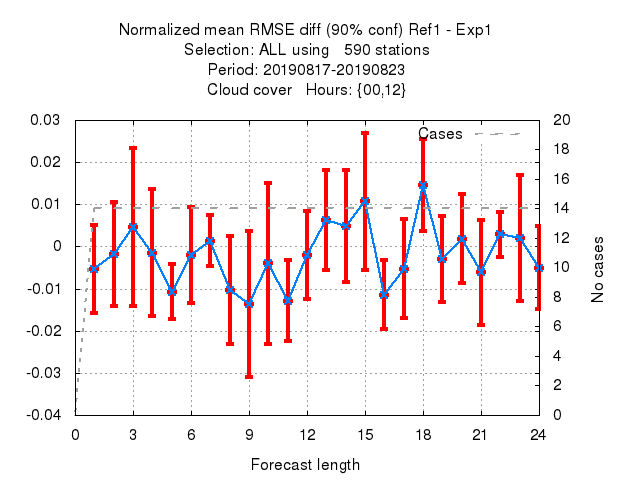 Normalized mean RMSE diff (90% conf) Ref1 - Exp1
Selection: ALL using   590 stations
Period: 20190817-20190823
Cloud cover   Hours: {00,12}
Cases
0.03
0.02
0.01
0
-0.01
-0.02
-0.03
-0.04
20
18
16
14
12
10
8
6
4
2
0
No cases
0 3 6 9 12 15 18 21 24
Forecast length